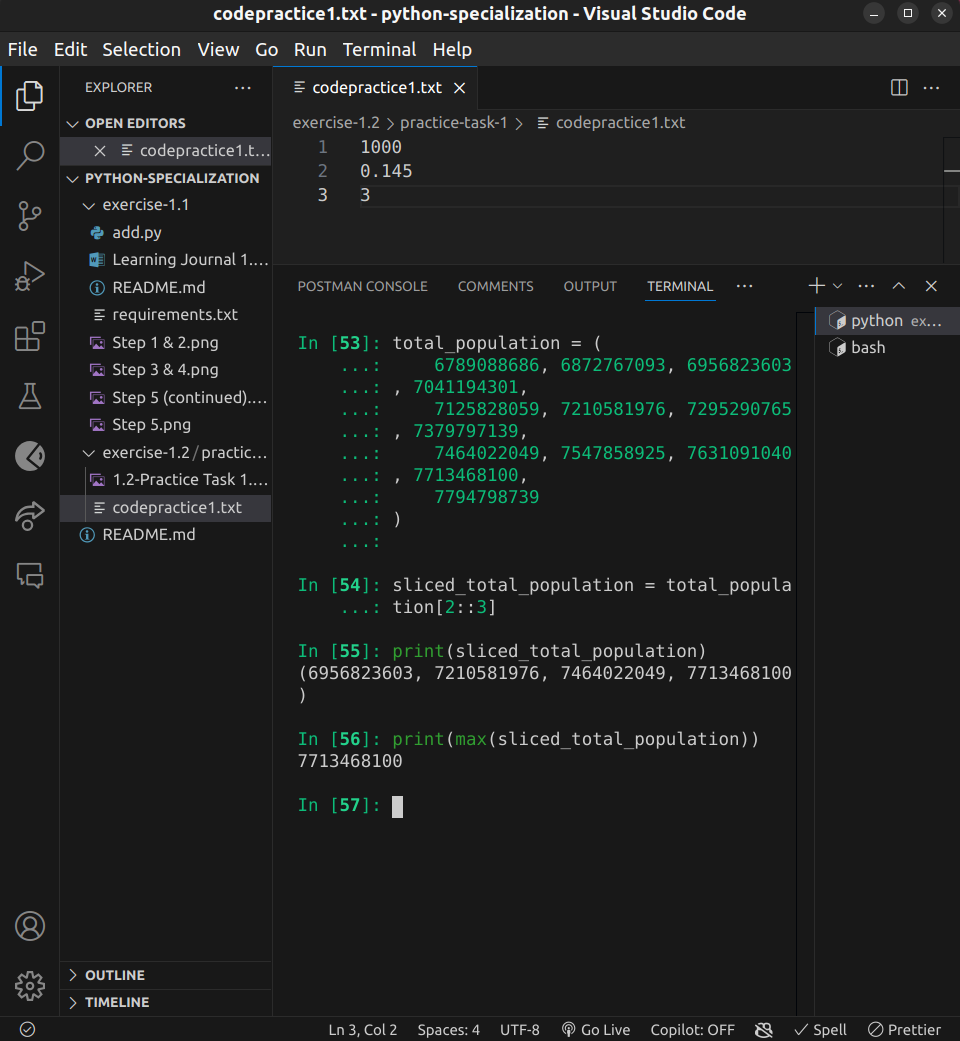 codepractice1.txt - python-specialization - Visual Studio Code
File Edit Selection View Go Run Terminal Help
EXPLORER ...
OPEN EDITORS
codepractice1.t...
PYTHON-SPECIALIZATION
exercise-1.1
add.py
Learning Journal 1....
README.md
requirements.txt
Step 1 & 2.png
Step 3 & 4.png
Step 5 (continued)....
Step 5.png
exercise-1.2 / practic...
1.2-Practice Task 1....
codepractice1.txt
README.md
OUTLINE
TIMELINE
codepractice1.txt
exercise-1.2 > practice-task-1 > codepractice1.txt
1 1000
2 0.145
3 3
POSTMAN CONSOLE COMMENTS OUTPUT TERMINAL ...
python ex...
bash
In [53]: total_population = (
...:     6789088686, 6872767093, 6956823603
...: , 7041194301,
...:     7125828059, 7210581976, 7295290765
...: , 7379797139,
...:     7464022049, 7547858925, 7631091040
...: , 7713468100,
...:     7794798739
...: )
...:
In [54]: sliced_total_population = total_popula
...: tion[2::3]
In [55]: print(sliced_total_population)
(6956823603, 7210581976, 7464022049, 7713468100
)
In [56]: print(max(sliced_total_population))
7713468100
In [57]:
Ln 3, Col 2 Spaces: 4 UTF-8 Go Live Copilot: OFF Spell Prettier